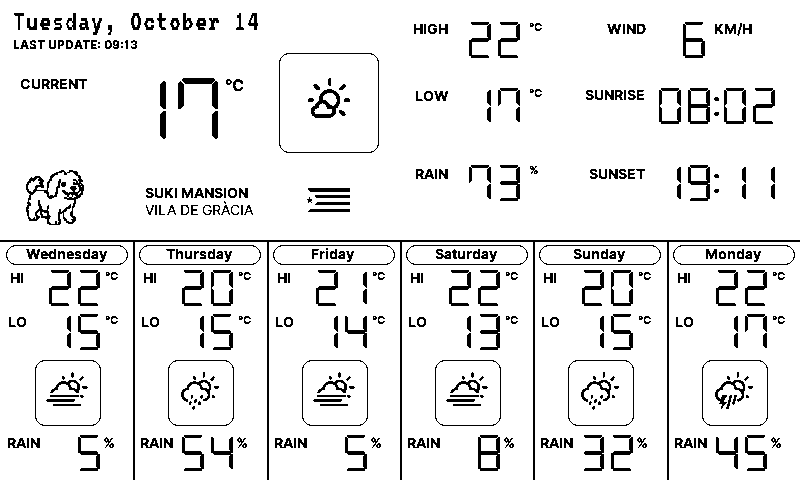 Tuesday, October 14
LAST UPDATE: 09:13
CURRENT 17 °C
SUKI MANSION
VILA DE GRÀCIA
HIGH 22 °C
LOW 17 °C
RAIN 73 %
WIND 6 KM/H
SUNRISE 08:02
SUNSET 19:11
Wednesday
HI 22 °C
LO 15 °C
RAIN 5 %
Thursday
HI 20 °C
LO 15 °C
RAIN 54 %
Friday
HI 21 °C
LO 14 °C
RAIN 5 %
Saturday
HI 22 °C
LO 13 °C
RAIN 8 %
Sunday
HI 20 °C
LO 15 °C
RAIN 32 %
Monday
HI 22 °C
LO 17 °C
RAIN 45 %